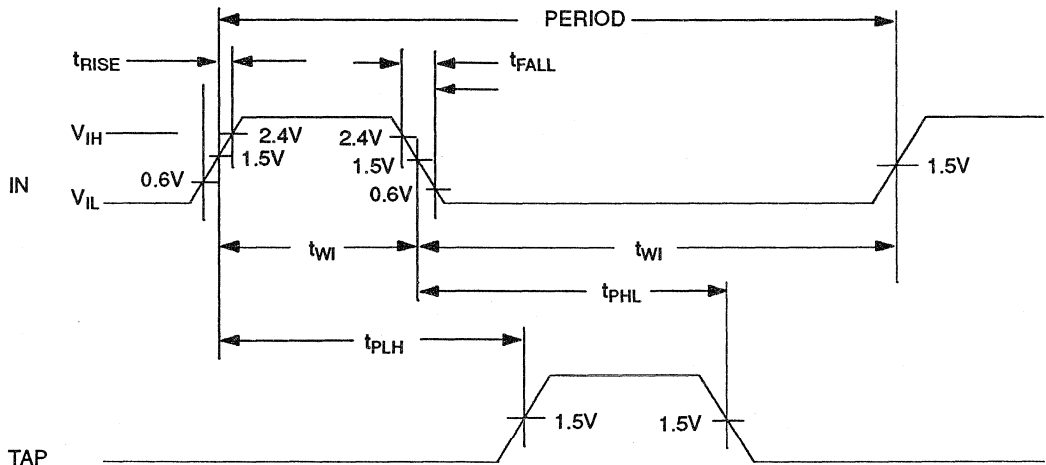 PERIOD
tRISE
tFALL
VIH
2.4V
2.4V
1.5V
1.5V
1.5V
0.6V
0.6V
IN
VIL
tWI
tWI
tPHL
tPLH
1.5V
1.5V
TAP